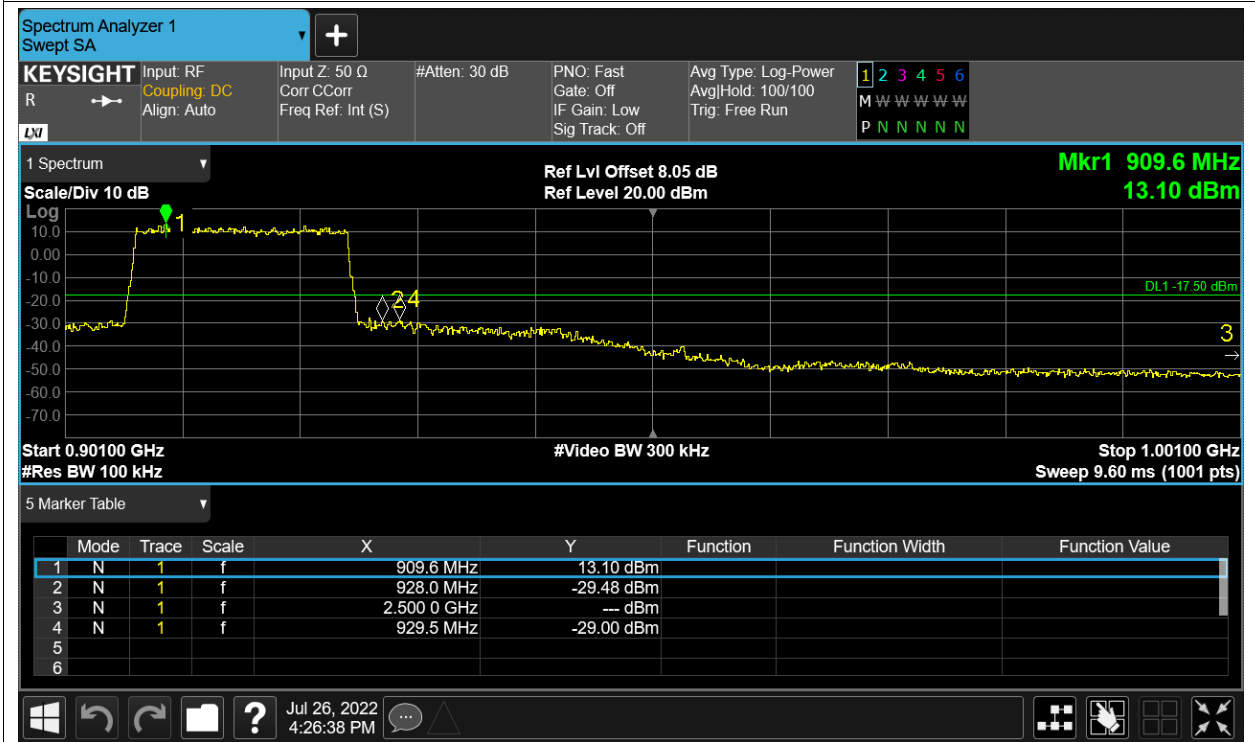 Spectrum Analyzer 1
Swept SA
+
KEYSIGHT
R
LXI
Input: RF
Coupling: DC
Align: Auto
Input Z: 50 Ω
Corr CCorr
Freq Ref: Int (S)
#Atten: 30 dB
PNO: Fast
Gate: Off
IF Gain: Low
Sig Track: Off
Avg Type: Log-Power
Avg|Hold: 100/100
Trig: Free Run
1 2 3 4 5 6
M W W W W W
P N N N N N
1 Spectrum
Scale/Div 10 dB
Ref Lvl Offset 8.05 dB
Ref Level 20.00 dBm
Mkr1 909.6 MHz
13.10 dBm
Log
10.0
0.00
-10.0
-20.0
-30.0
-40.0
-50.0
-60.0
-70.0
1
2 4
3
DL1 -17.50 dBm
Start 0.90100 GHz
#Res BW 100 kHz
#Video BW 300 kHz
Stop 1.00100 GHz
Sweep 9.60 ms (1001 pts)
5 Marker Table
Mode Trace Scale X Y Function Function Width Function Value
1 N 1 f 909.6 MHz 13.10 dBm
2 N 1 f 928.0 MHz -29.48 dBm
3 N 1 f 2.500 0 GHz --- dBm
4 N 1 f 929.5 MHz -29.00 dBm
5
6
?
Jul 26, 2022
4:26:38 PM